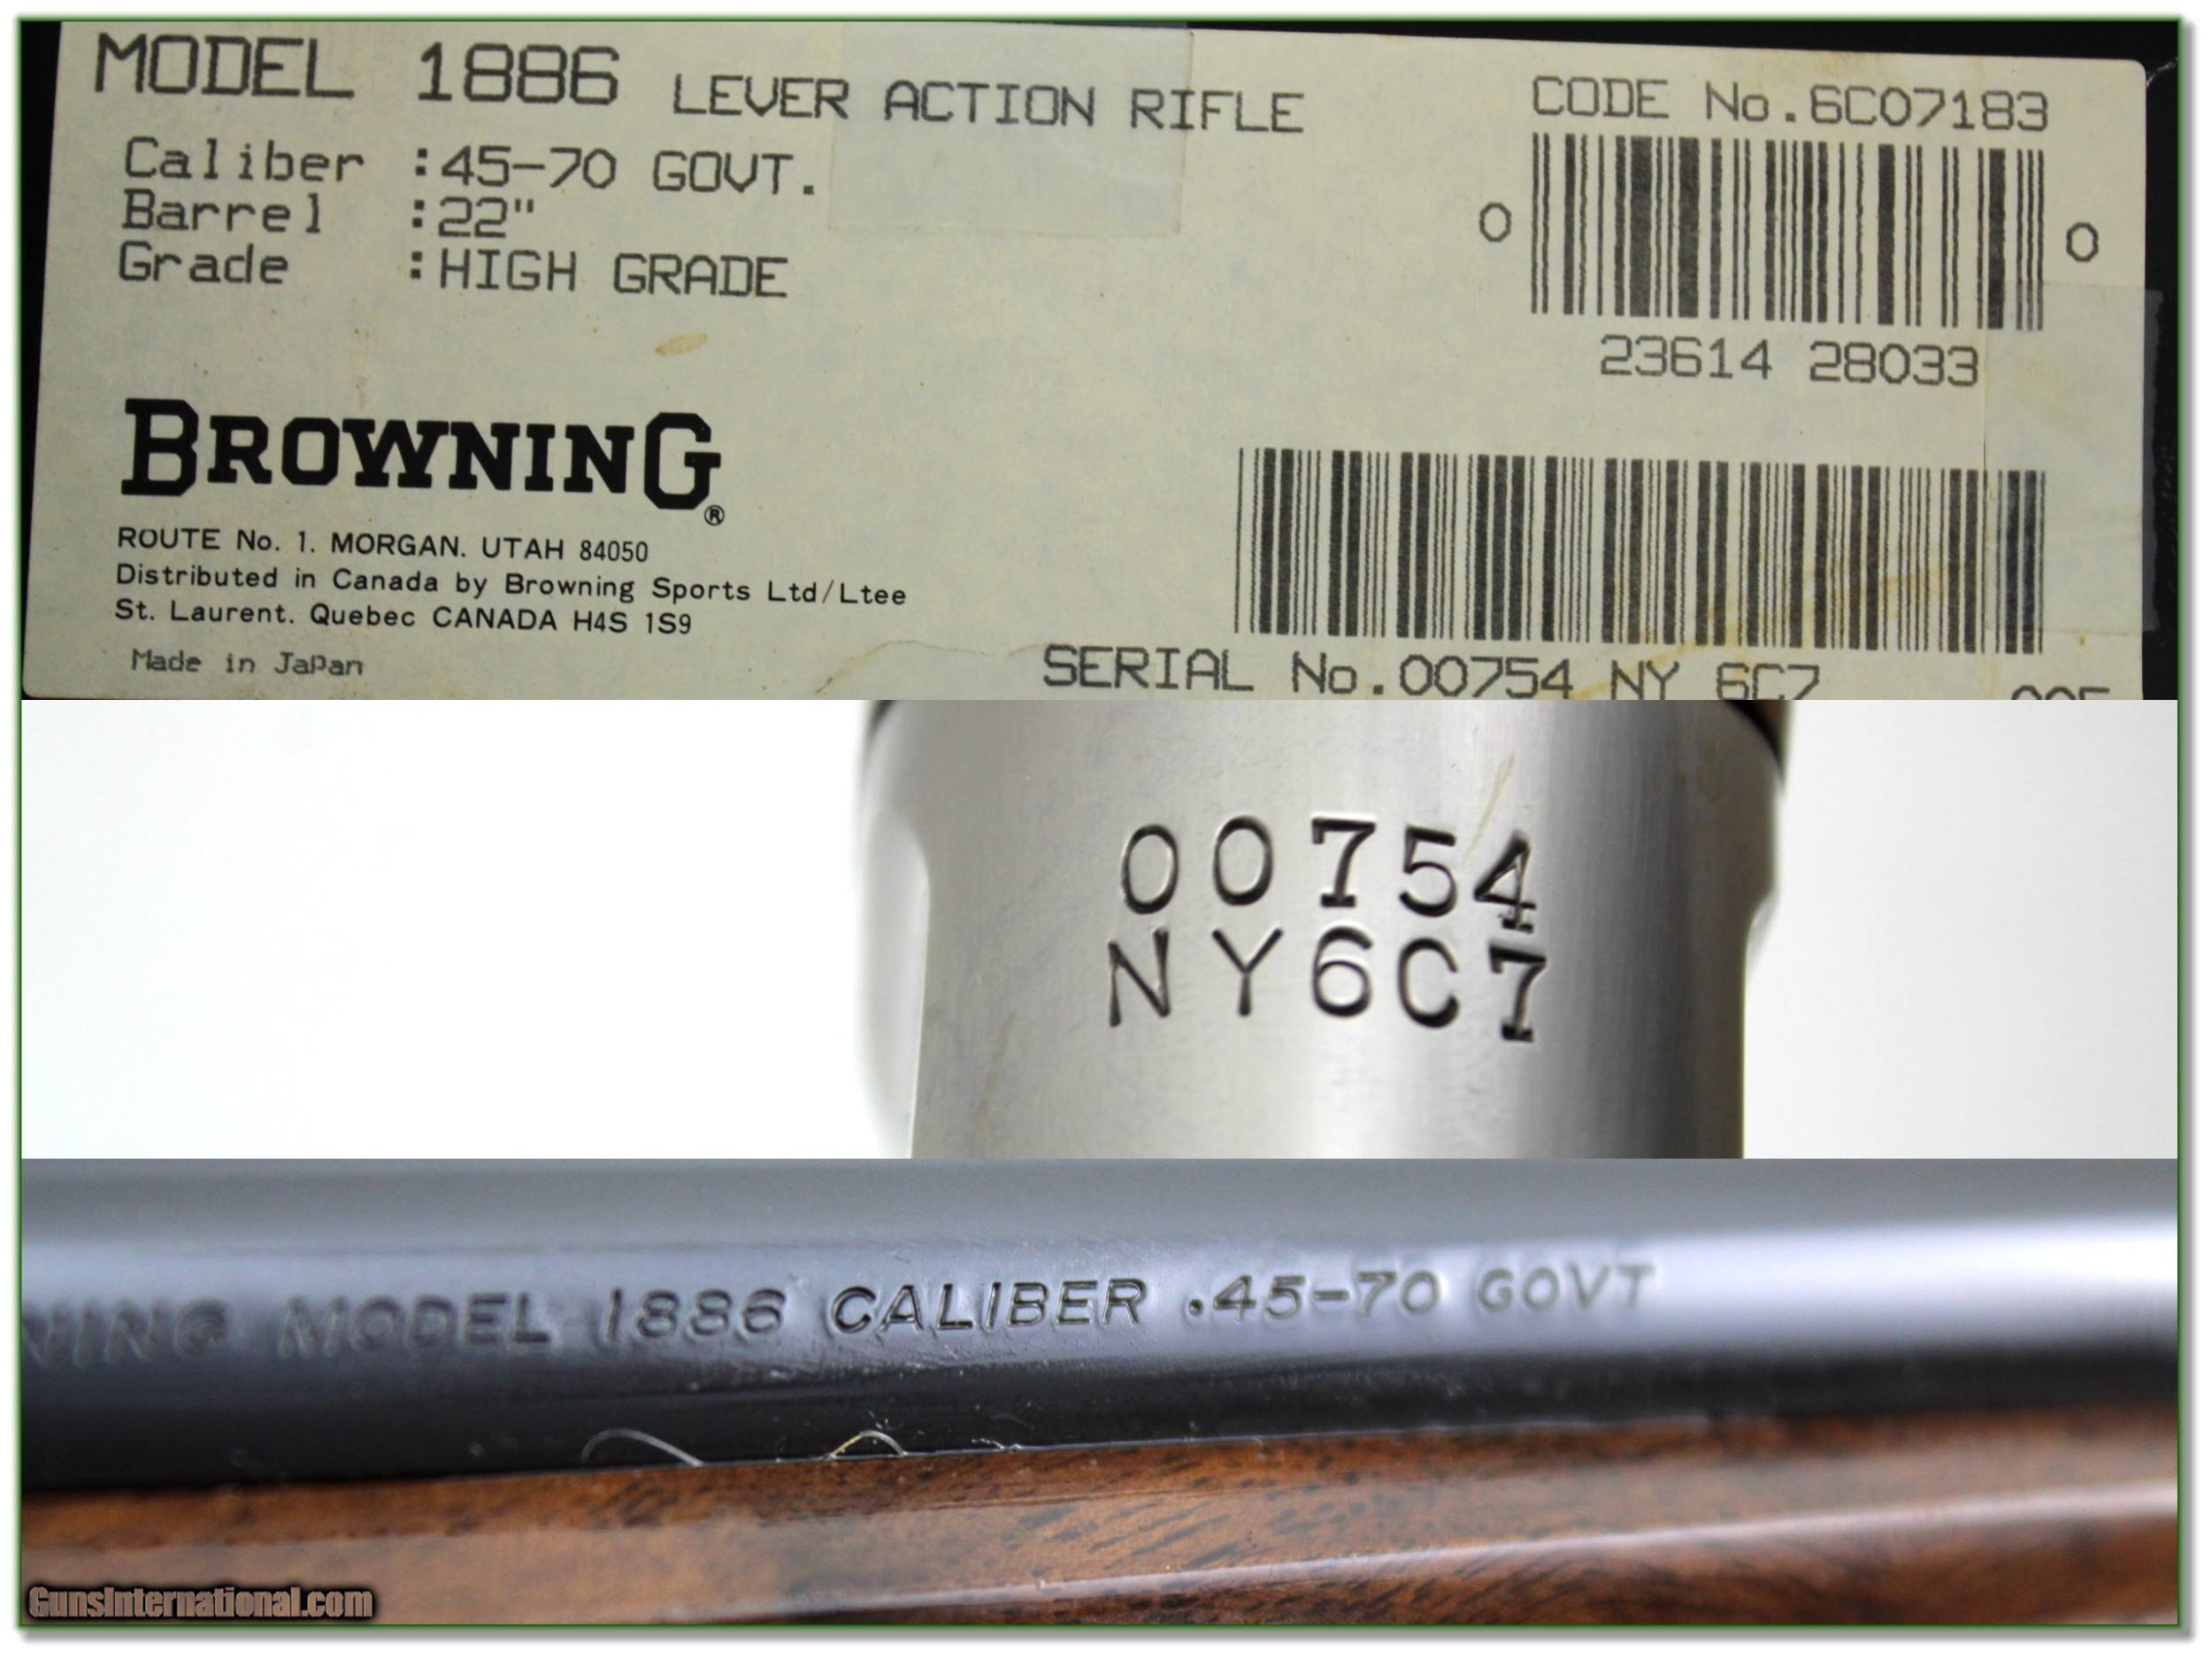 MODEL 1886 LEVER ACTION RIFLE
CODE No.6C07183
Caliber :45-70 GOVT.
Barrel :22"
Grade :HIGH GRADE
0 0
23614 28033
BROWNING®
ROUTE No. 1. MORGAN. UTAH 84050
Distributed in Canada by Browning Sports Ltd/Ltee
St. Laurent. Quebec CANADA H4S 1S9
Made in Japan
SERIAL No.00754 NY 6C7
00754
NY6C7
NING MODEL 1886 CALIBER .45-70 GOVT
GunsInternational.com